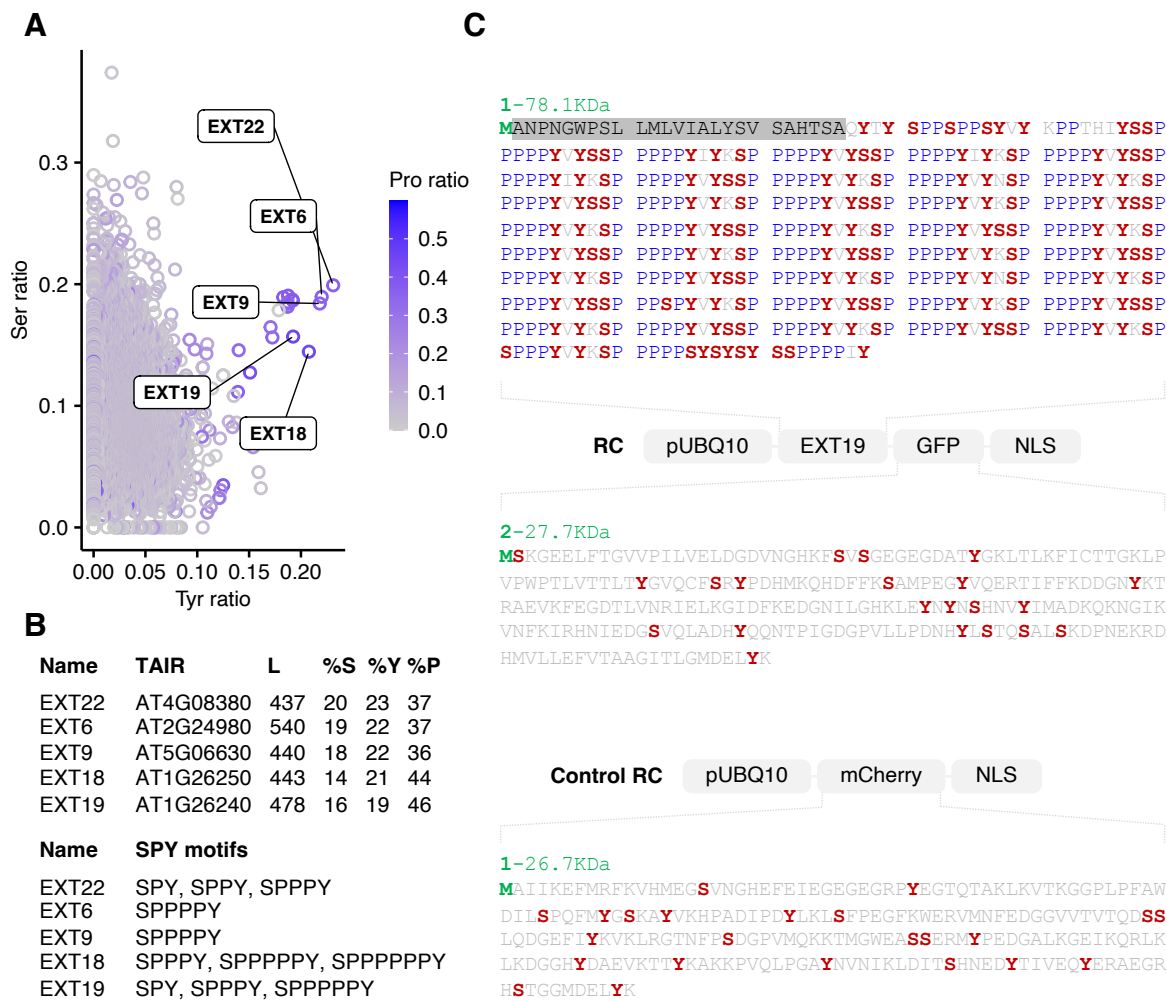 A
EXT22
EXT6
EXT9
EXT19
EXT18
Ser ratio
0.3
0.2
0.1
0.0
0.00 0.05 0.10 0.15 0.20
Tyr ratio
Pro ratio
0.5
0.4
0.3
0.2
0.1
0.0
B
Name TAIR L %S %Y %P
EXT22 AT4G08380 437 20 23 37
EXT6 AT2G24980 540 19 22 37
EXT9 AT5G06630 440 18 22 36
EXT18 AT1G26250 443 14 21 44
EXT19 AT1G26240 478 16 19 46
Name SPY motifs
EXT22 SPY, SPPY, SPPPY
EXT6 SPPPPY
EXT9 SPPPPY
EXT18 SPPPY, SPPPPPY, SPPPPPPY
EXT19 SPY, SPPPY, SPPPPPY
C
1-78.1KDa
MANPNGWPSL LMLVIALYSV SAHTSAQYTY SPPSPPSYVY KPPTHIYSSP
PPPPYVYSSP PPPPYIYKSP PPPPYVYSSP PPPPYIYKSP PPPPYVYSSP
PPPPYIYKSP PPPPYVYSSP PPPPYVYKSP PPPPYVYNSP PPPPYVYKSP
PPPPYVYSSP PPPPYVYKSP PPPPYVYSSP PPPPYVYKSP PPPPYVYSSP
PPPPYVYKSP PPPPYVYSSP PPPPYVYKSP PPPPYVYSSP PPPPYVYKSP
PPPPYVYSSP PPPPYVYKSP PPPPYVYSSP PPPPYVYKSP PPPPYVYSSP
PPPPYVYKSP PPPPYVYSSP PPPPYVYKSP PPPPYVYNSP PPPPYVYKSP
PPPPYVYSSP PPSPYVYKSP PPPPYVYSSP PPPPYVYKSP PPPPYVYSSP
PPPPYVYKSP PPPPYVYSSP PPPPYVYKSP PPPPYVYSSP PPPPYVYKSP
SPPPYVYKSP PPPPSYSYSY SSPPPPIY
RC pUBQ10 EXT19 GFP NLS
2-27.7KDa
MSKGEELFTGVVPILVELDGDVNGHKFSVSGEGEGDATYGKLTLKFICTTGKLP
VPWPTLVTTLTYGVQCFSRYPDHMKQHDFFKSAMPEGYVQERTIFFKDDGNYKT
RAEVKFEGDTLVNRIELKGIDFKEDGNILGHKLEYNYNSHNVYIMADKQKNGIK
VNFKIRHNIEDGSVQLADHYQQNTPIGDGPVLLPDNHYLSTQSALSKDPNEKRD
HMVLLEFVTAAGITLGMDELYK
Control RC pUBQ10 mCherry NLS
1-26.7KDa
MAIIKEFMRFKVHMEGSVNGHEFEIEGEGEGRPYEGTQTAKLKVTKGGPLPFAW
DILSPQFMYGSKAYVKHPADIPDYLKLSFPEGFKWERVMNFEDGGVVTVTQDSS
LQDGEFIYKVKLRGTNFPSDGPVMQKKTMGWEASSERMYPEDGALKGEIKQRLK
LKDGGHYDAEVKTTYKAKKPVQLPGAYNVNIKLDITSHNEDYTIVEQYERAEGR
HSTGGMDELYK